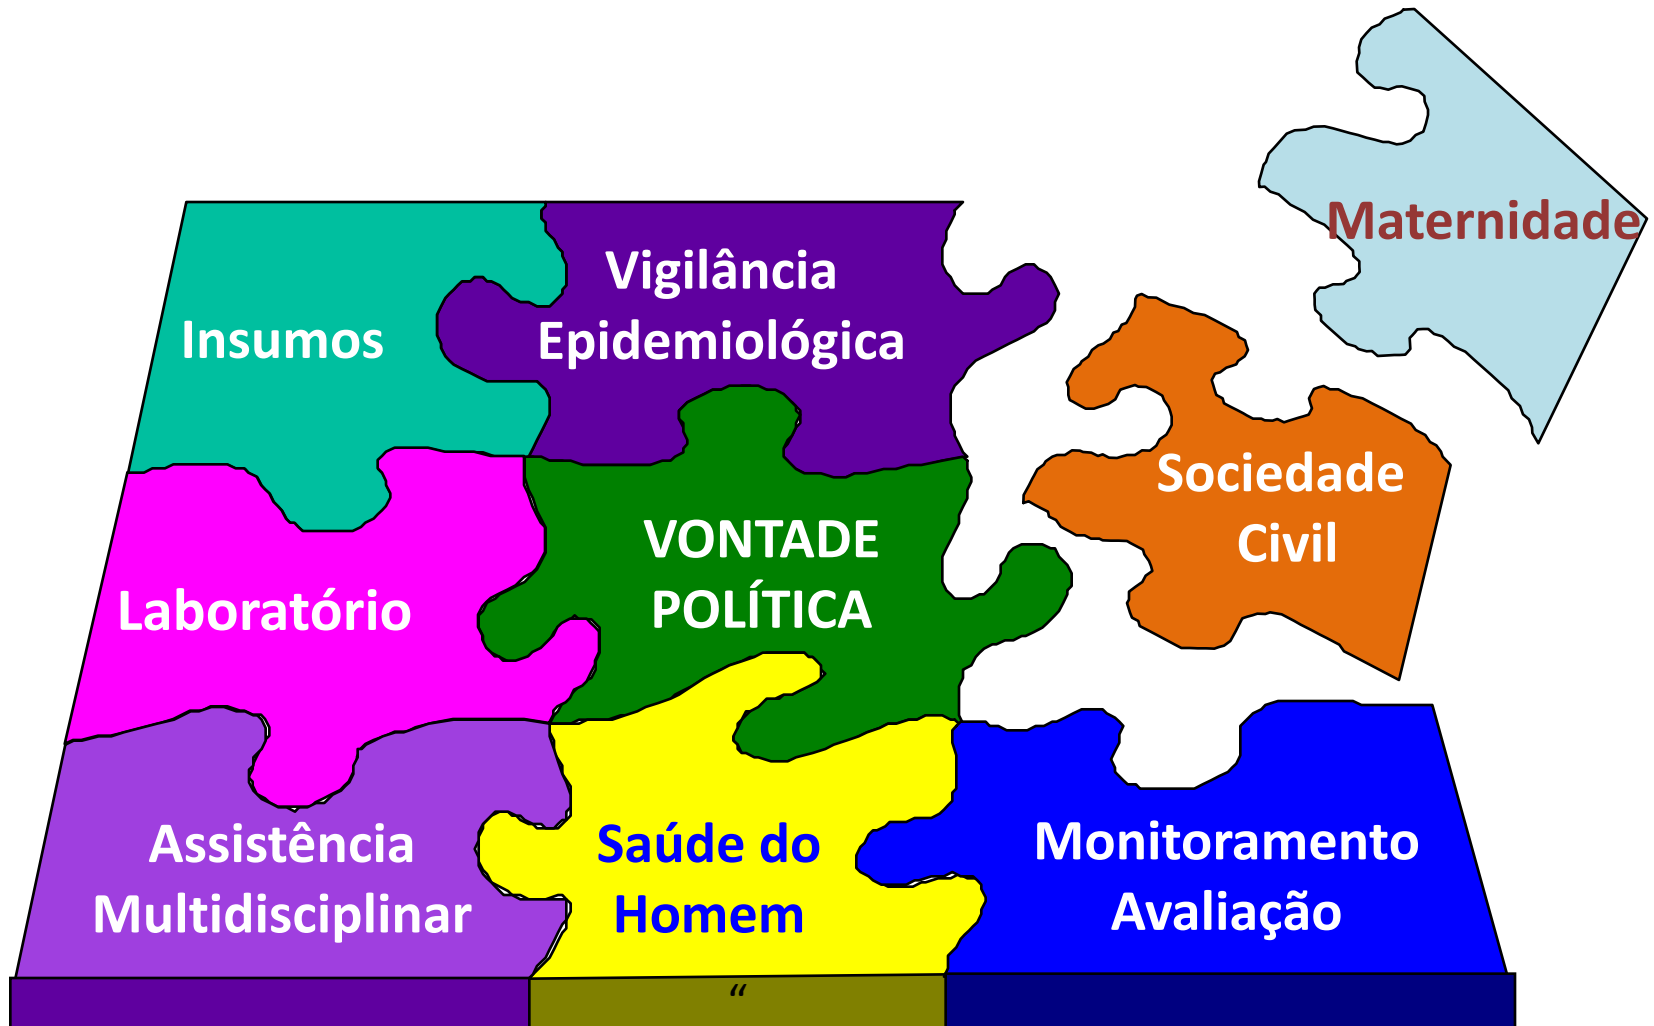 Maternidade
Vigilância
Epidemiológica
Insumos
Sociedade
Civil
VONTADE
POLÍTICA
Laboratório
Assistência
Multidisciplinar
Saúde do
Homem
Monitoramento
Avaliação
“